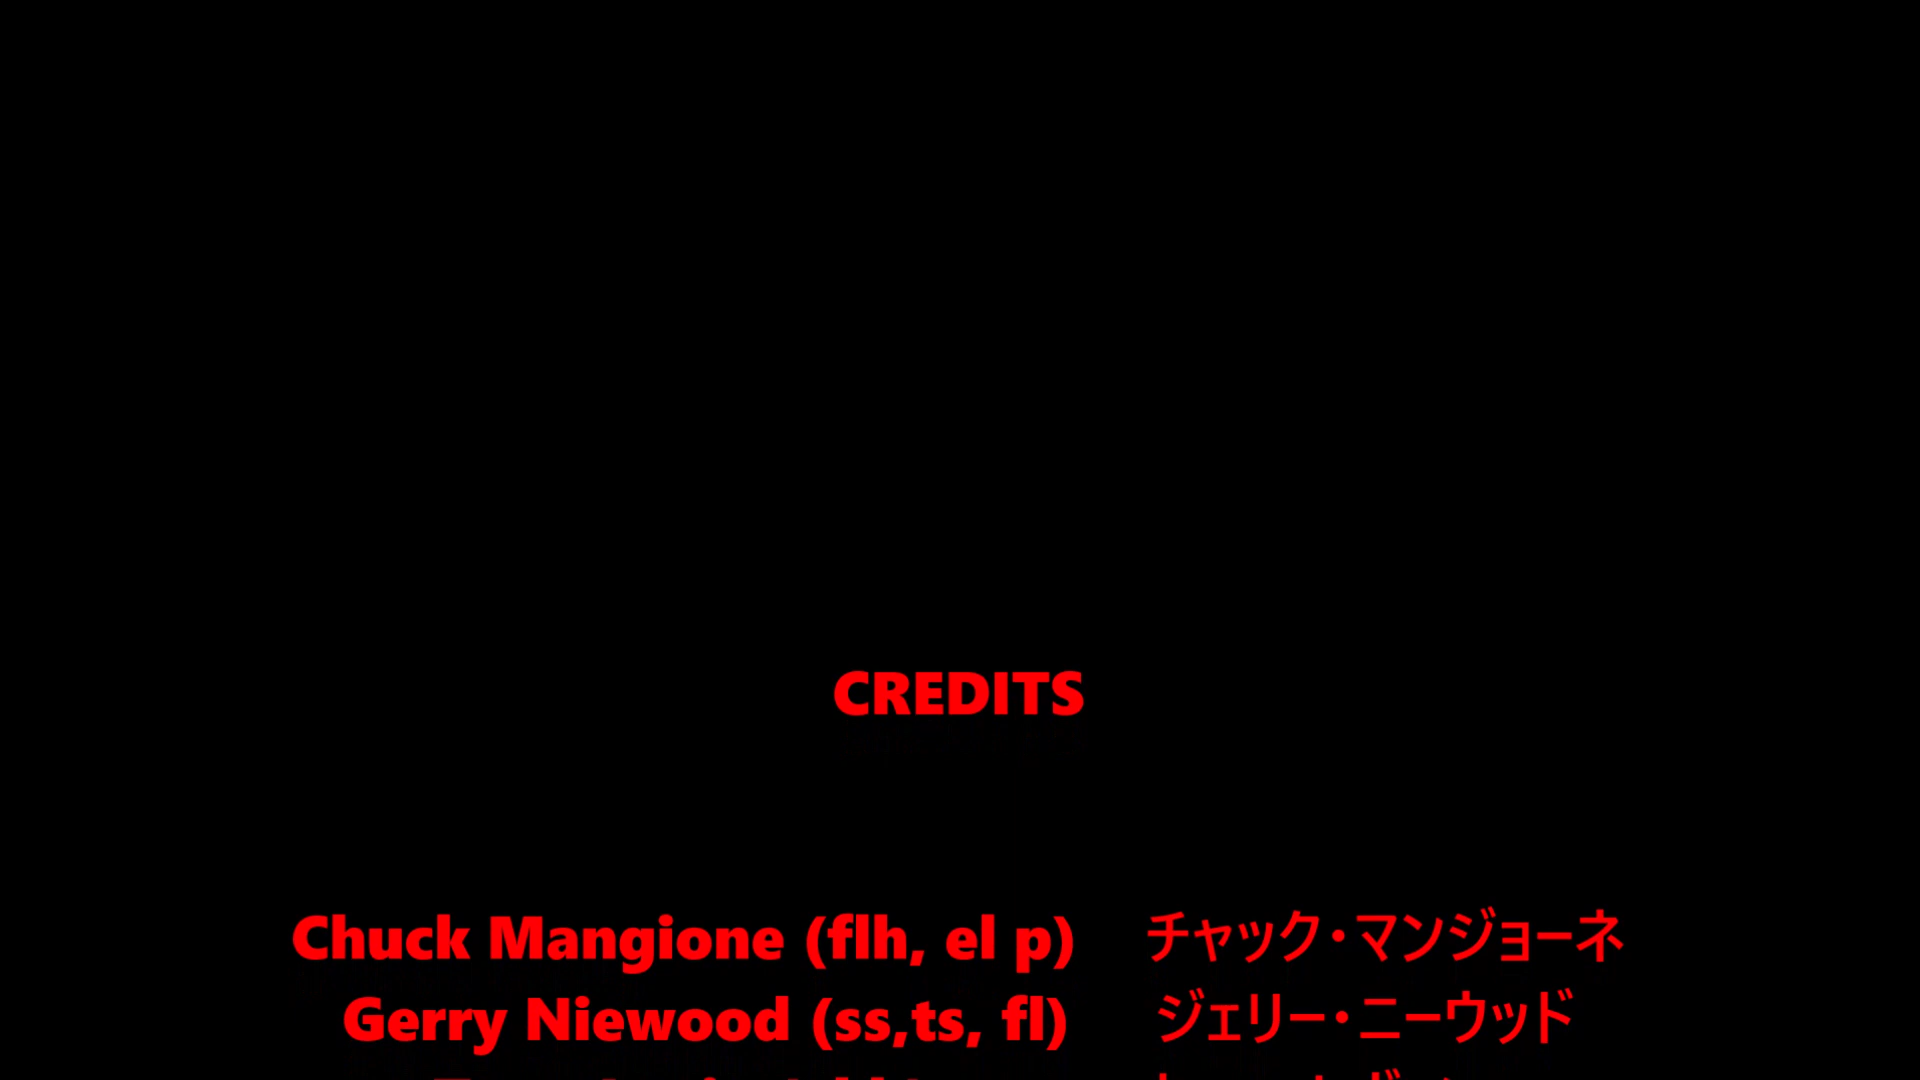 CREDITS
Chuck Mangione (flh, el p) チャック・マンジョーネ
Gerry Niewood (ss,ts, fl) ジェリー・ニーウッド